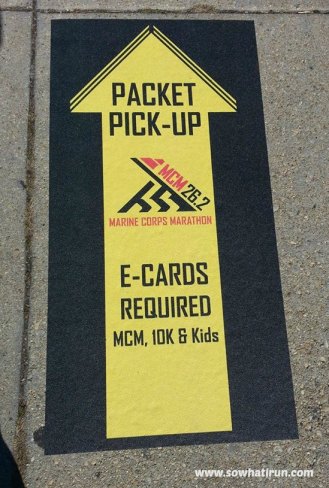 PACKET
PICK-UP
MCM 26.2
MARINE CORPS MARATHON
E-CARDS
REQUIRED
MCM, 10K & Kids
www.sowhatirun.com